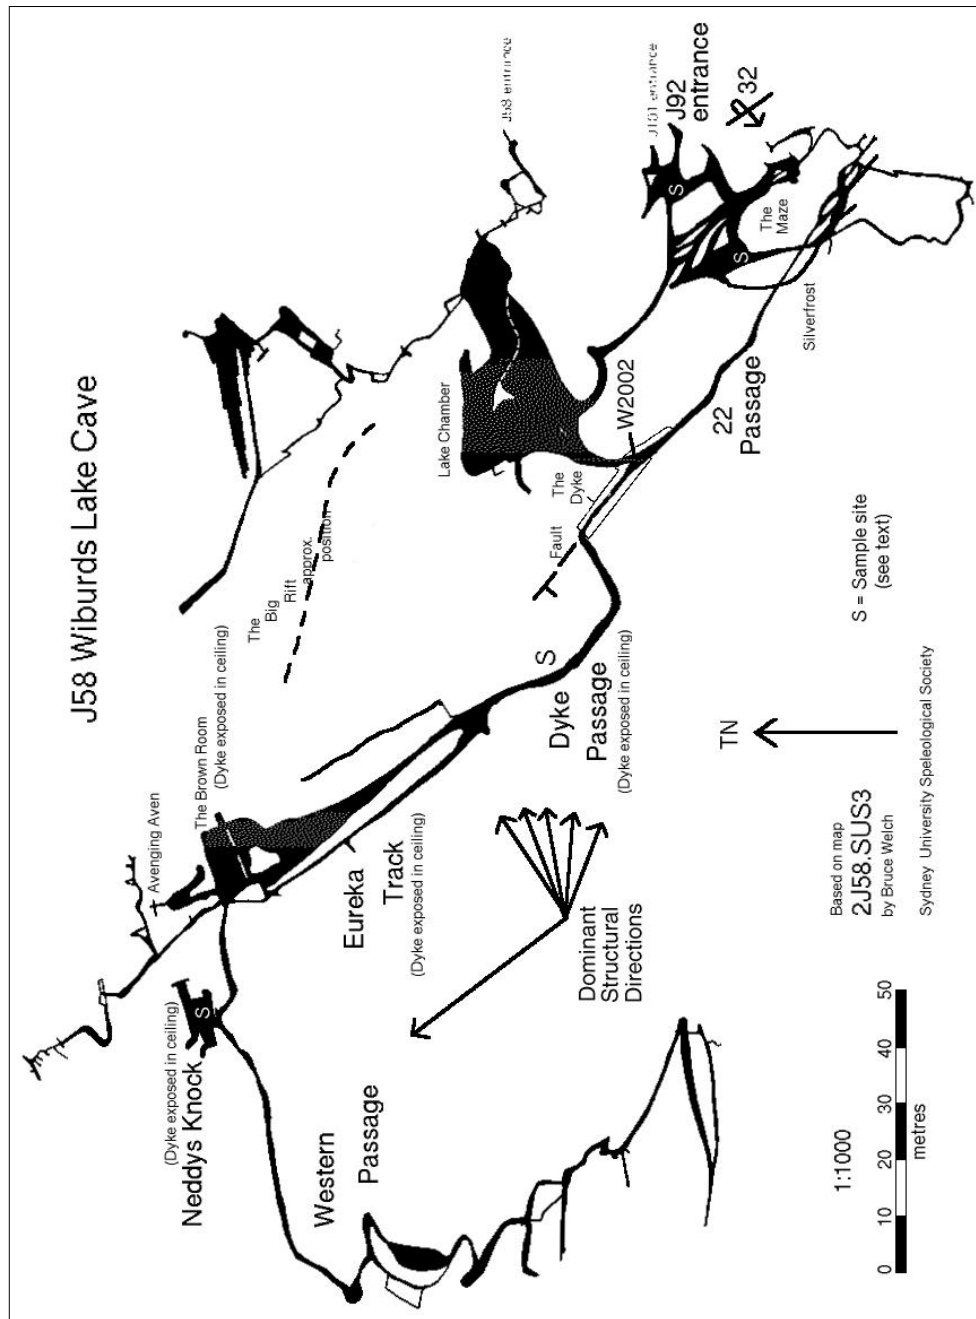 J58 Wiburds Lake Cave
J58 entrance
J101 entrance
J92
entrance
32
The
Maze
S
S
Silverfrost
Lake Chamber
W2002
22
Passage
The
Dyke
Fault
The
Big
Rift
approx.
position
The Brown Room
(Dyke exposed in ceiling)
Avenging Aven
S
Dyke
Passage
(Dyke exposed in ceiling)
Eureka
Track
(Dyke exposed in ceiling)
(Dyke exposed in ceiling)
Neddys Knock
S
Western
Passage
Dominant
Structural
Directions
S = Sample site
(see text)
TN
Based on map
2J58.SUS3
by Bruce Welch
Sydney University Speleological Society
1:1000
0 10 20 30 40 50
metres